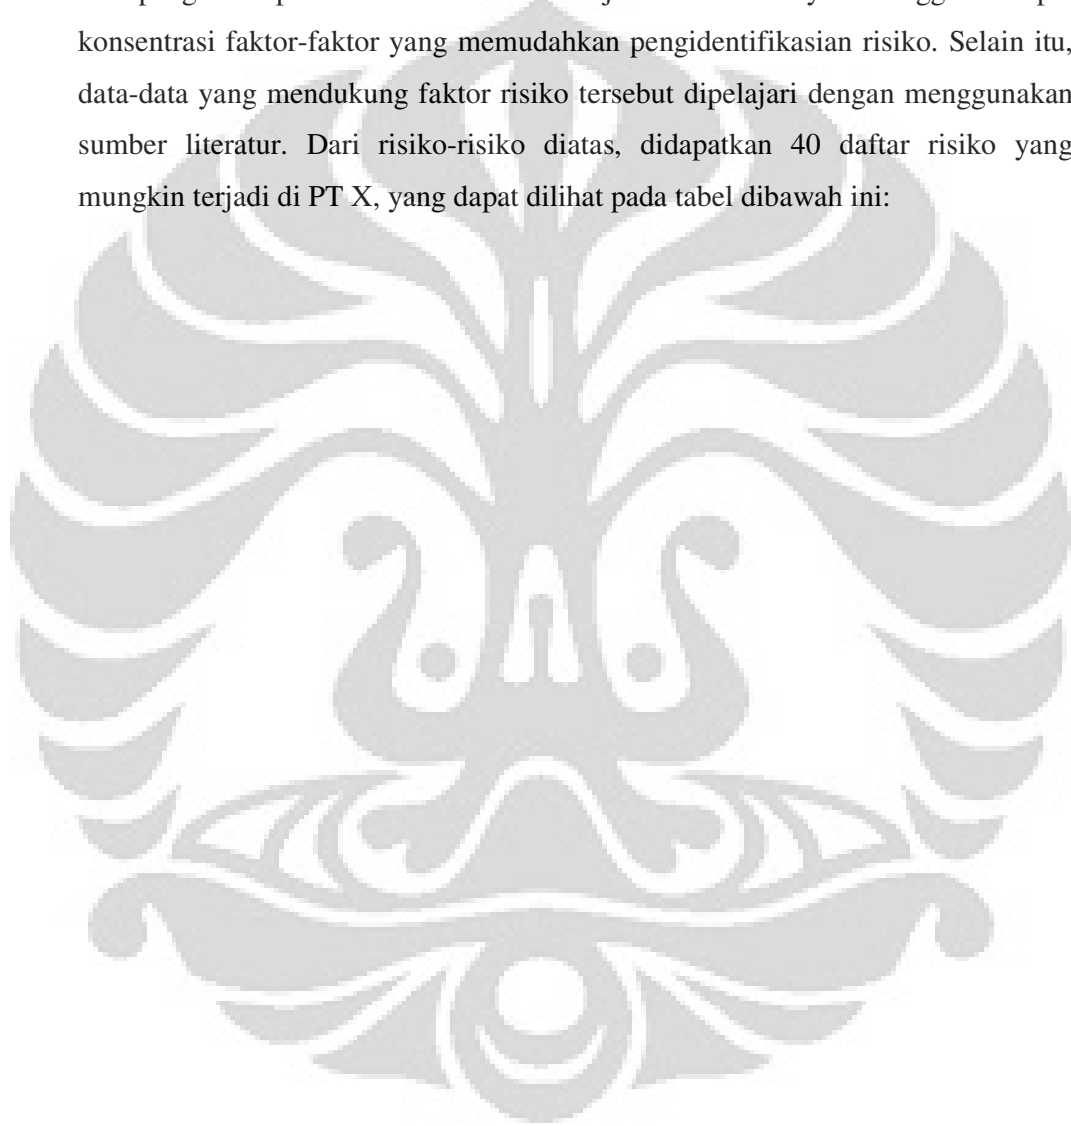 konsentrasi faktor-faktor yang memudahkan pengidentifikasian risiko. Selain itu,
data-data yang mendukung faktor risiko tersebut dipelajari dengan menggunakan
sumber literatur. Dari risiko-risiko diatas, didapatkan 40 daftar risiko yang
mungkin terjadi di PT X, yang dapat dilihat pada tabel dibawah ini: